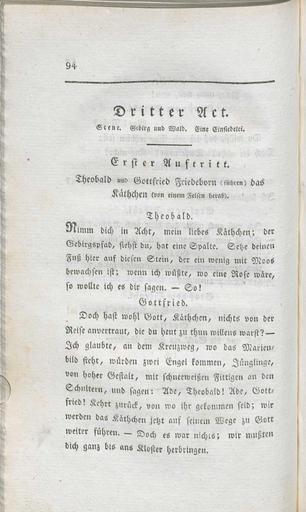 94
Dritter Act.
Scene. Gebirg und Wald. Eine Einsiedelei.
Erster Auftritt.
Theobald und Gottfried Friedeborn (führen) das
Käthchen (von einem Felsen herab).
Theobald.
Nimm dich in Acht, mein liebes Käthchen; der
Gebirgspfad, siehst du, hat eine Spalte. Setze deinen
Fuß hier auf diesen Stein, der ein wenig mit Moos
bewachsen ist; wenn ich wüßte, wo eine Rose wäre,
so wollte ich es dir sagen. — So!
Gottfried.
Doch hast wohl Gott, Käthchen, nichts von der
Reise anvertraut, die du heut zu thun willens warst? —
Ich glaubte, an dem Kreuzweg, wo das Marien-
bild steht, würden zwei Engel kommen, Jünglinge,
von hoher Gestalt, mit schneeweißen Fittigen an
den Schultern, und sagen: Ade, Theobald! Ade, Gott-
fried! Kehrt zurück, von wo ihr gekommen seid; wir
werden das Käthchen jetzt auf seinem Wege zu Gott
weiter führen. — Doch es war nichts; wir mußten
dich ganz bis ans Kloster herbringen.